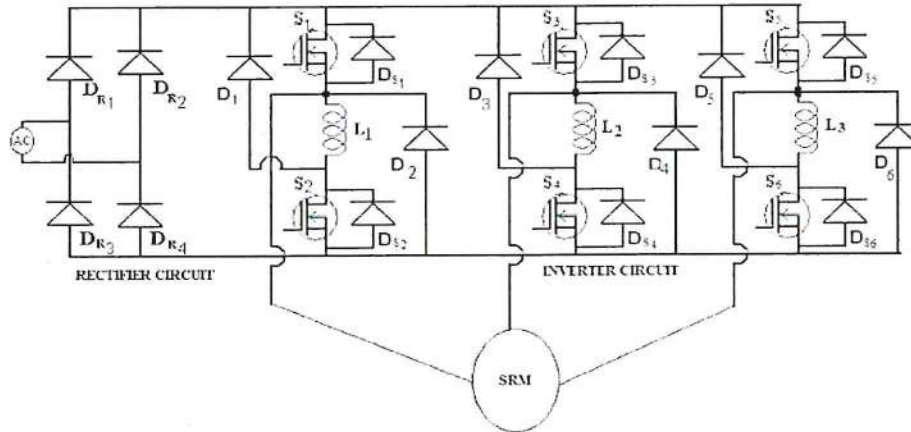 S1
S3
S5
DR1
DR2
D1
DS1
D3
DS3
D5
DS5
AC
L1
L2
L3
D2
D4
D6
S2
S4
S6
DR3
DR4
DS2
DS4
DS6
RECTIFIER CIRCUIT
INVERTER CIRCUIT
SRM